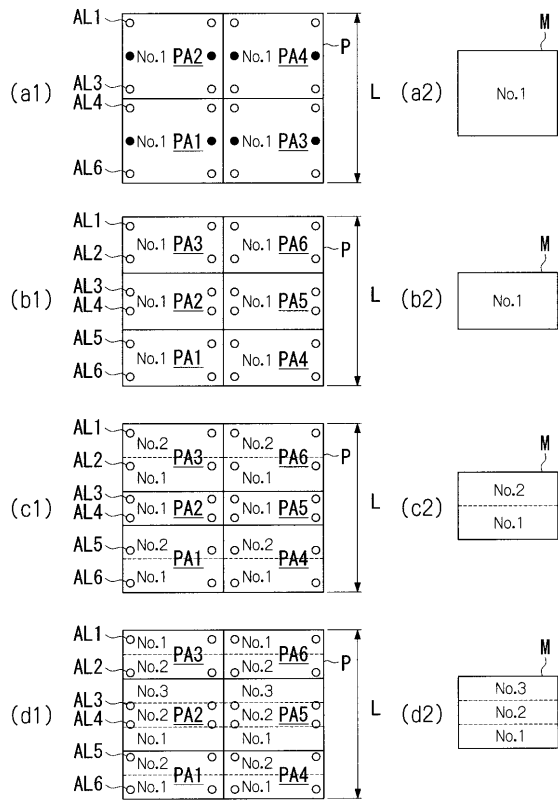 AL1
No.1 PA2 No.1 PA4 P M
(a1) AL3 L (a2) No.1
AL4
No.1 PA1 No.1 PA3
AL6
AL1
No.1 PA3 No.1 PA6 P
AL2 M
(b1) AL3 No.1 PA2 No.1 PA5 L (b2) No.1
AL4
AL5
No.1 PA1 No.1 PA4
AL6
AL1
No.2 No.2
PA3 PA6 P
AL2 No.1 No.1 M
AL3
(c1) No.1 PA2 No.1 PA5 L (c2) No.2
AL4 No.1
AL5 No.2 No.2
PA1 PA4
AL6 No.1 No.1
AL1 No.1 No.1
PA3 PA6 P
AL2 No.2 No.2 M
AL3 No.3 No.3
(d1) No.2 PA2 No.2 PA5 L (d2) No.3
AL4 No.2
No.1 No.1 No.1
AL5 No.2 No.2
PA1 PA4
AL6 No.1 No.1